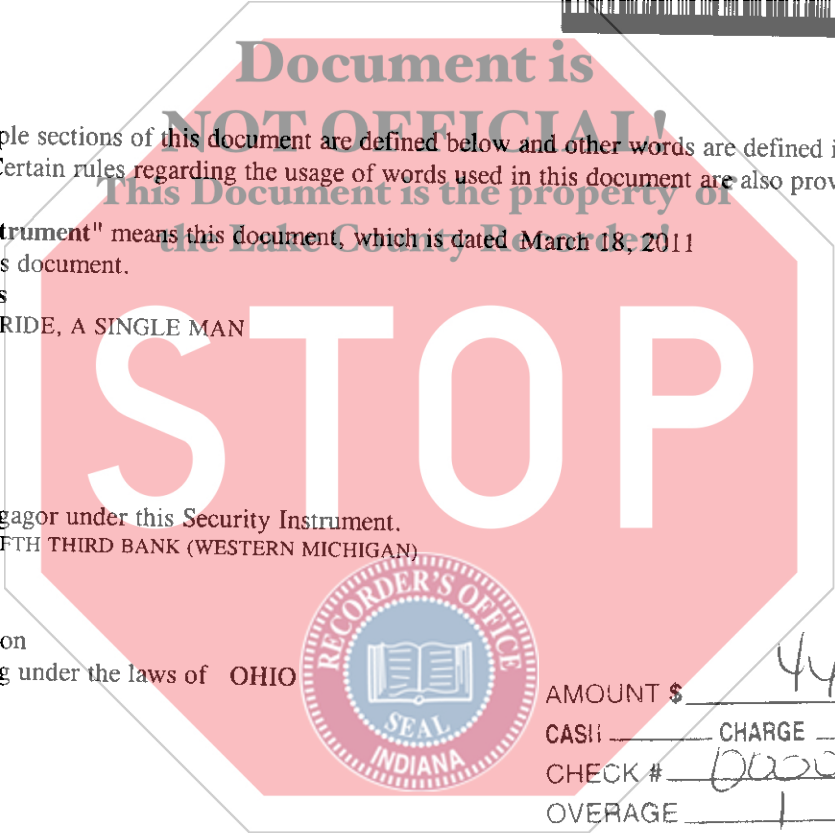 Document is
NOT OFFICIAL!
ple sections of this document are defined below and other words are defined i
Certain rules regarding the usage of words used in this document are also prov
This Document is the property of
the Lake County Recorder!
trument" means this document, which is dated March 18, 2011
s document.
s
RIDE, A SINGLE MAN
STOP
gagor under this Security Instrument.
FTH THIRD BANK (WESTERN MICHIGAN)
on
g under the laws of OHIO
RECORDER'S OFFICE
SEAL
INDIANA
AMOUNT $ 44
CASH CHARGE
CHECK #
OVERAGE